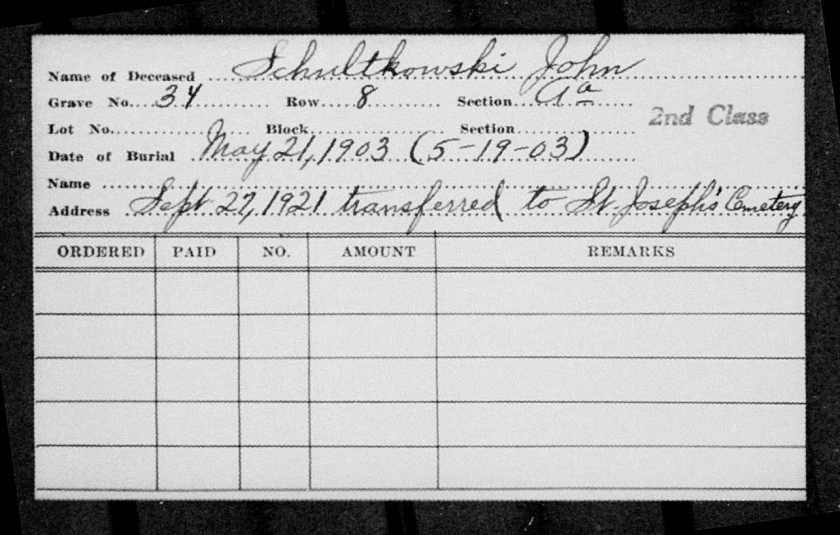 Name of Deceased Schultkowski John
Grave No. 34 Row 8 Section Aa
2nd Class
Lot No. Block Section
Date of Burial May 21, 1903 (5-19-03)
Name
Address Sept 27, 1921 transferred to St. Joseph's Cemetery
ORDERED PAID NO. AMOUNT REMARKS